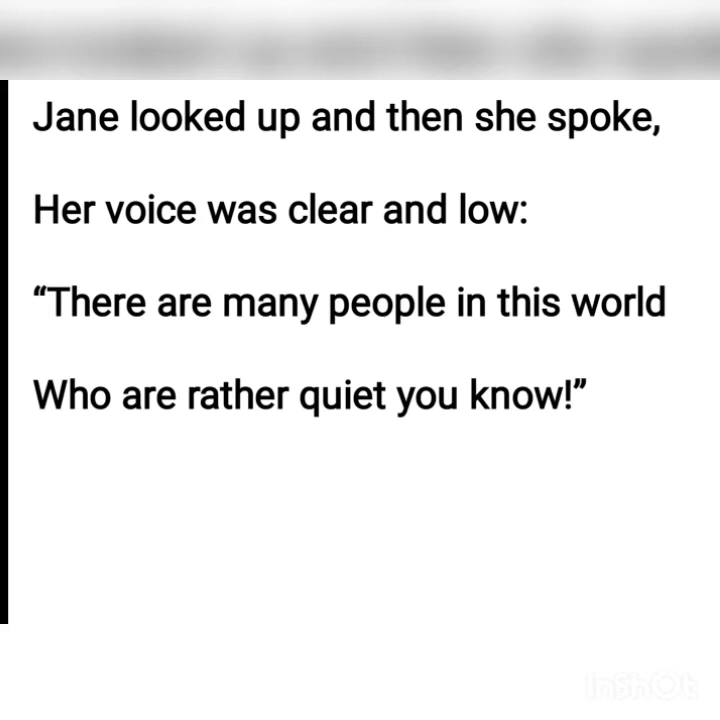 Jane looked up and then she spoke,
Her voice was clear and low:
“There are many people in this world
Who are rather quiet you know!”
InShOt